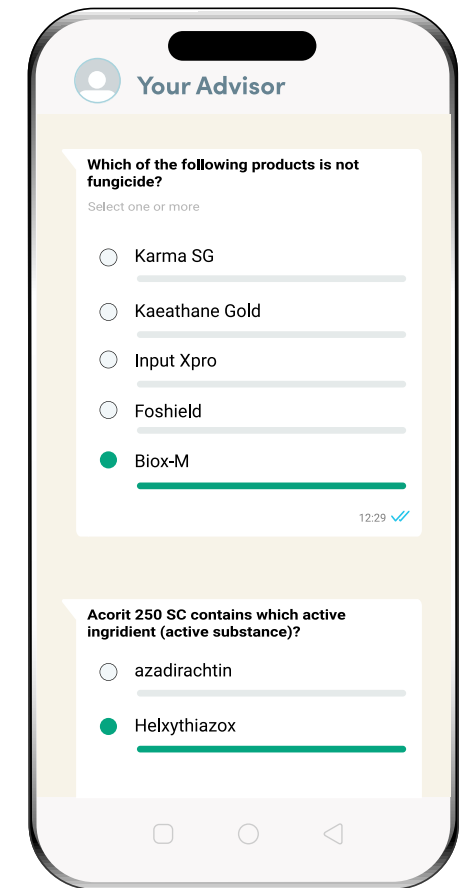 Your Advisor
Which of the following products is not
fungicide?
Select one or more
Karma SG
Kaeathane Gold
Input Xpro
Foshield
Biox-M
12:29
Acorit 250 SC contains which active
ingridient (active substance)?
azadirachtin
Helxythiazox